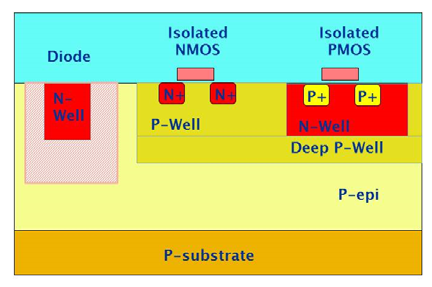 Isolated
NMOS
Isolated
PMOS
Diode
N-
Well
N+
N+
P+
P+
P-Well
N-Well
Deep P-Well
P-epi
P-substrate